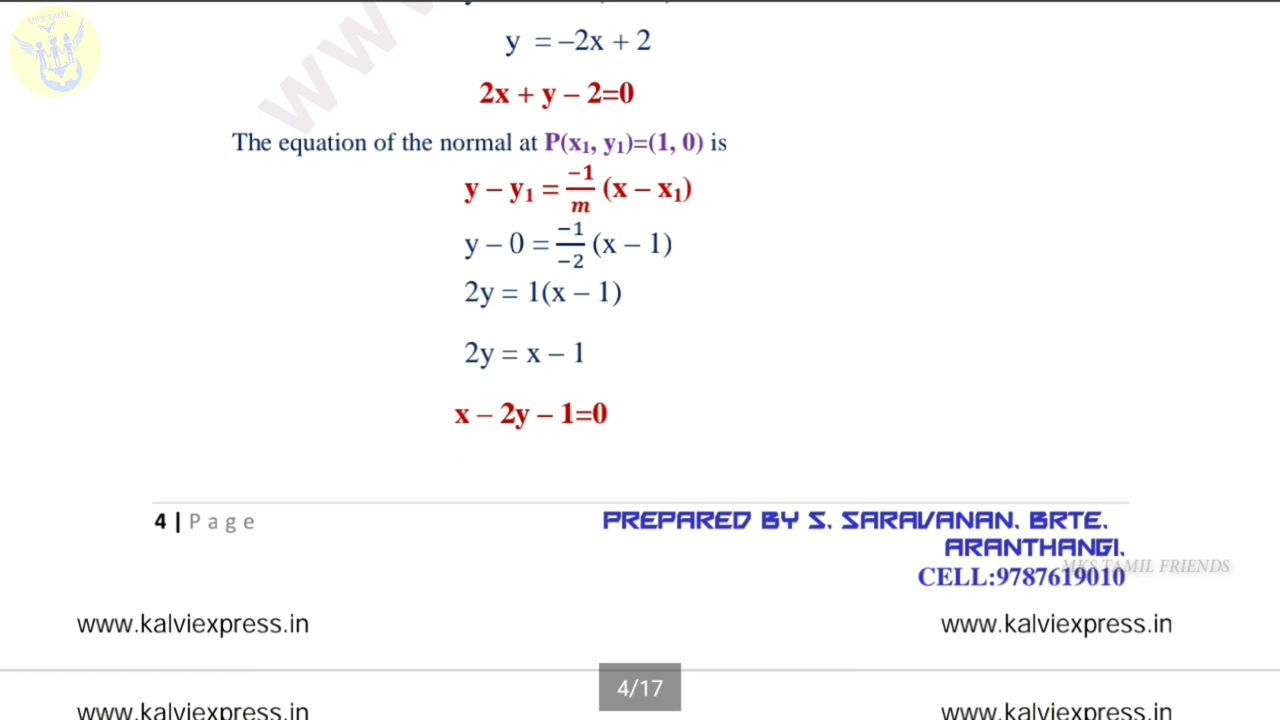 MKS TAMIL
y = –2x + 2
2x + y – 2=0
www.
The equation of the normal at P(x₁, y₁)=(1, 0) is
y – y₁ = −1/m (x – x₁)
y – 0 = −1/−2 (x – 1)
2y = 1(x – 1)
2y = x – 1
x – 2y – 1=0
4 | Page
PREPARED BY S. SARAVANAN. BRTE.
ARANTHANGI.
MKS TAMIL FRIENDS
CELL:9787619010
www.kalviexpress.in www.kalviexpress.in
4/17
www.kalviexpress.in www.kalviexpress.in